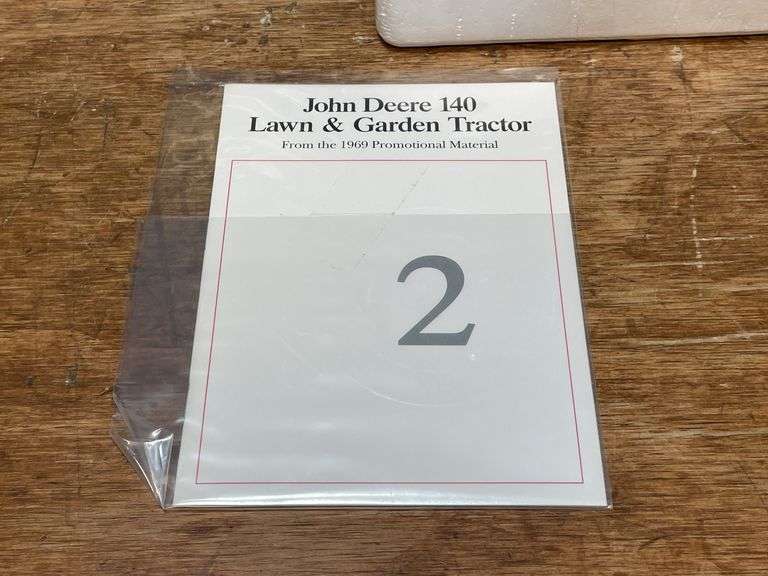 John Deere 140
Lawn & Garden Tractor
From the 1969 Promotional Material
2